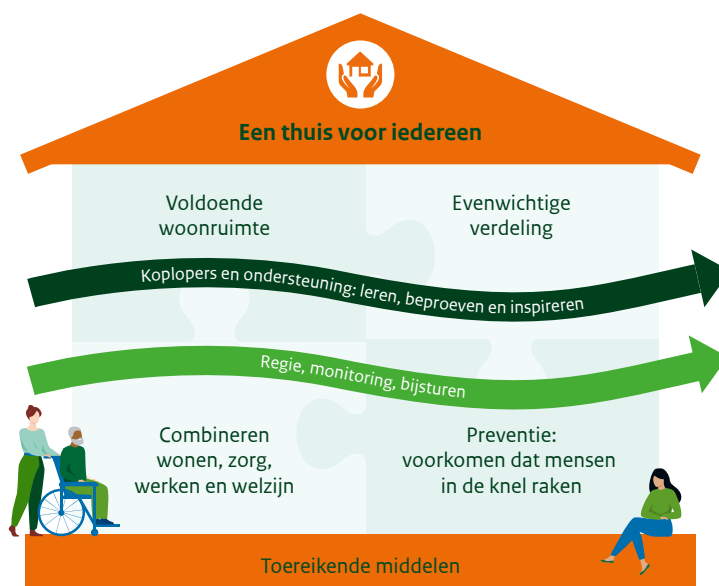 Een thuis voor iedereen
Voldoende
woonruimte
Evenwichtige
verdeling
Koplopers en ondersteuning: leren, beproeven en inspireren
Regie, monitoring, bijsturen
Combineren
wonen, zorg,
werken en welzijn
Preventie:
voorkomen dat mensen
in de knel raken
Toereikende middelen